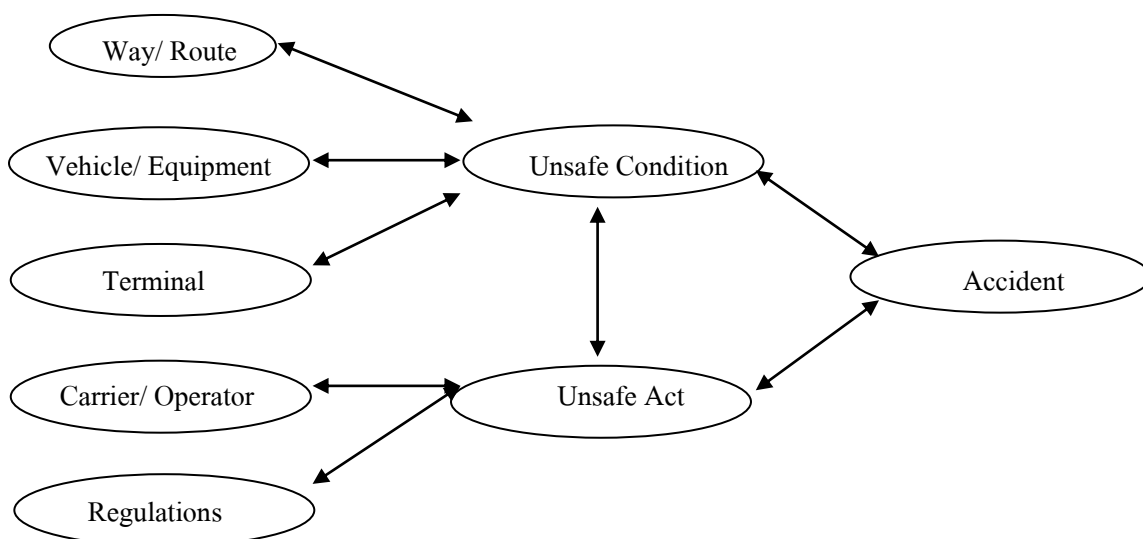 Way/ Route
Vehicle/ Equipment
Unsafe Condition
Terminal
Accident
Carrier/ Operator
Unsafe Act
Regulations